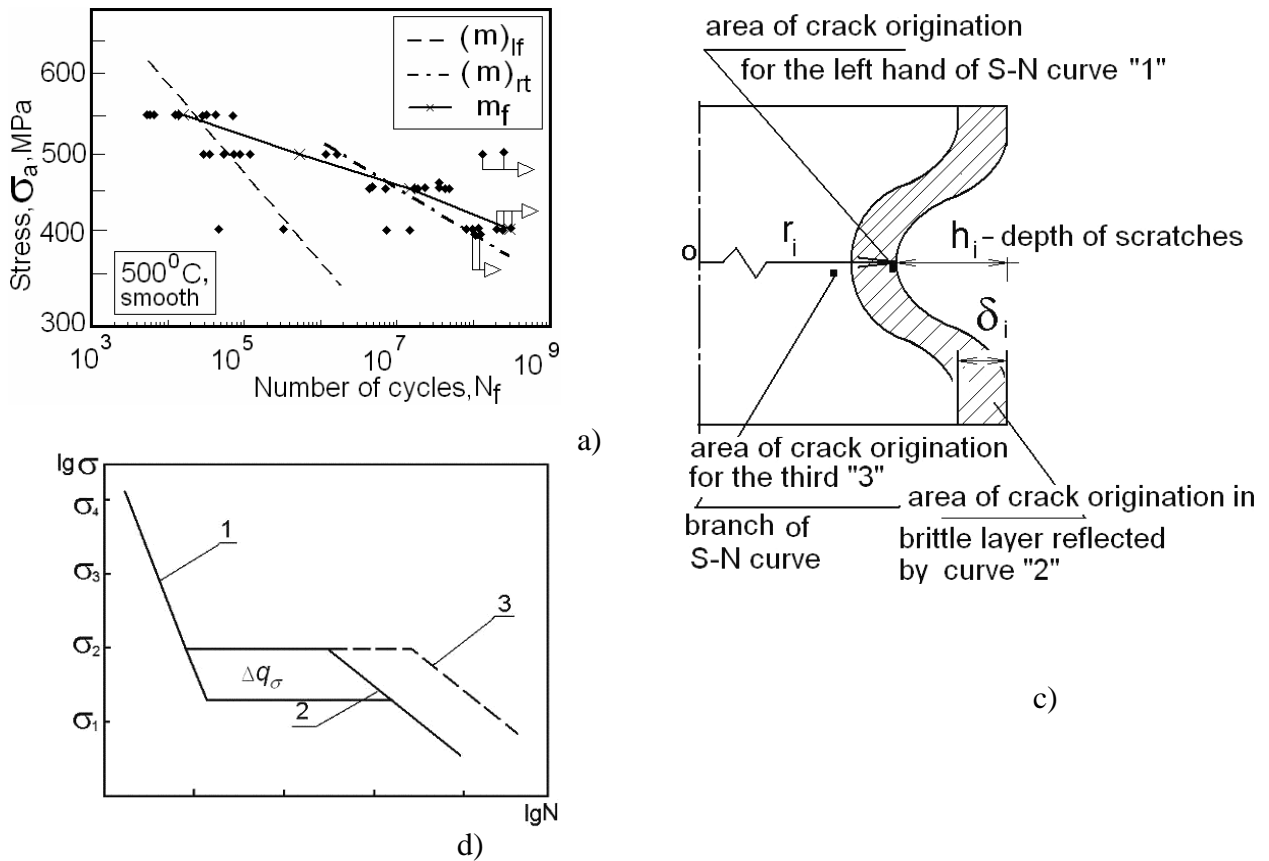 (m)lf
(m)rt
mf
Stress, σa, MPa
600
500
400
300
500⁰C,
smooth
10³
10⁵
10⁷
10⁹
Number of cycles, Nf
a)
area of crack origination
for the left hand of S-N curve "1"
o
ri
hi – depth of scratches
δi
area of crack origination
for the third "3"
branch of
S-N curve
area of crack origination in
brittle layer reflected
by curve "2"
c)
lg σ
σ4
σ3
σ2
σ1
1
2
3
Δqσ
lgN
d)